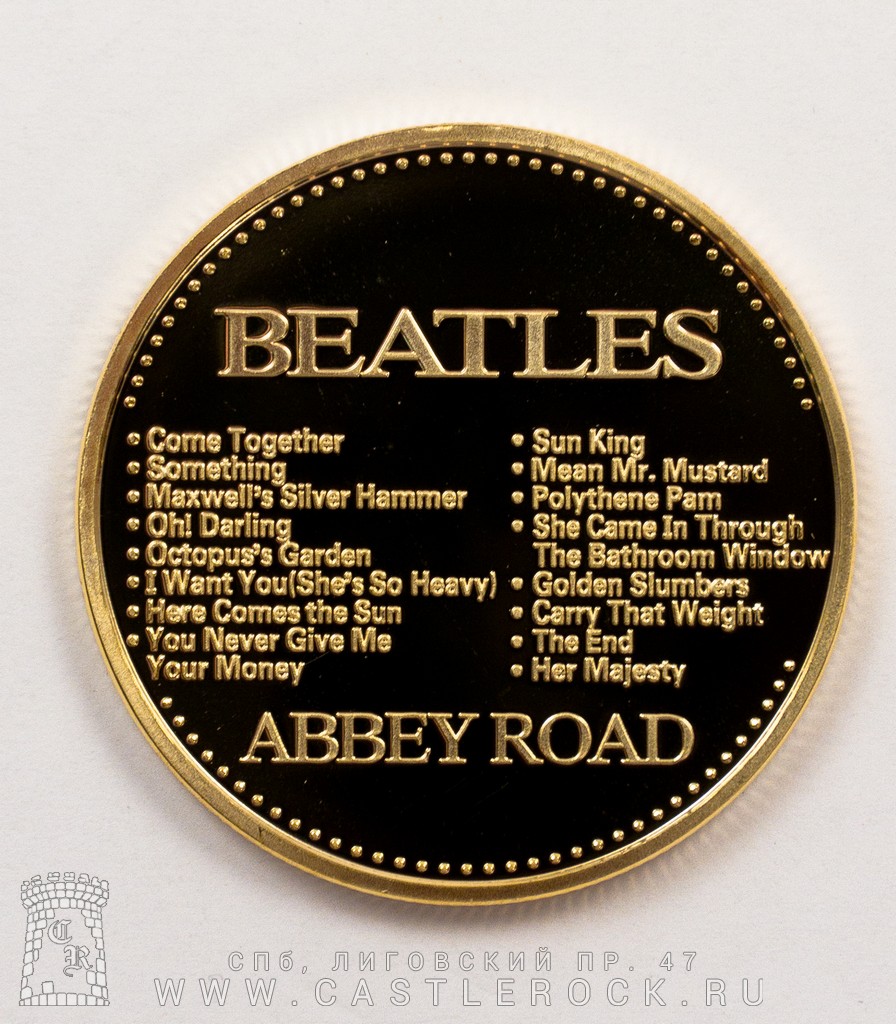 BEATLES
• Come Together
• Something
• Maxwell's Silver Hammer
• Oh! Darling
• Octopus's Garden
• I Want You(She's So Heavy)
• Here Comes the Sun
• You Never Give Me
Your Money
• Sun King
• Mean Mr. Mustard
• Polythene Pam
• She Came In Through
The Bathroom Window
• Golden Slumbers
• Carry That Weight
• The End
• Her Majesty
ABBEY ROAD
CR
СПб, ЛИГОВСКИЙ ПР. 47
WWW.CASTLEROCK.RU